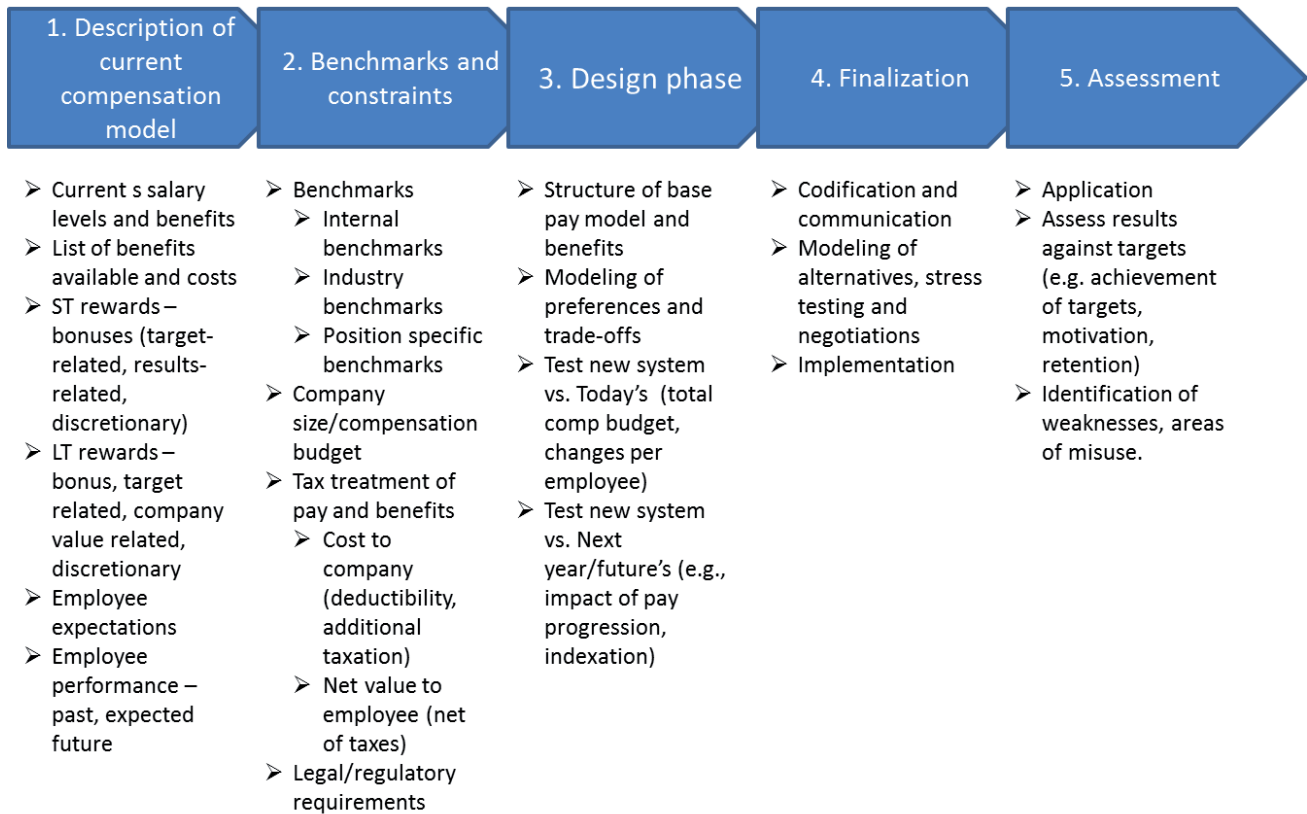 1. Description of
current
compensation
model
2. Benchmarks and
constraints
3. Design phase
4. Finalization
5. Assessment
Current s salary
levels and benefits
List of benefits
available and costs
ST rewards –
bonuses (target-
related, results-
related,
discretionary)
LT rewards –
bonus, target
related, company
value related,
discretionary
Employee
expectations
Employee
performance –
past, expected
future
Benchmarks
Internal
benchmarks
Industry
benchmarks
Position specific
benchmarks
Company
size/compensation
budget
Tax treatment of
pay and benefits
Cost to
company
(deductibility,
additional
taxation)
Net value to
employee (net
of taxes)
Legal/regulatory
requirements
Structure of base
pay model and
benefits
Modeling of
preferences and
trade-offs
Test new system
vs. Today's (total
comp budget,
changes per
employee)
Test new system
vs. Next
year/future's (e.g.,
impact of pay
progression,
indexation)
Codification and
communication
Modeling of
alternatives, stress
testing and
negotiations
Implementation
Application
Assess results
against targets
(e.g. achievement
of targets,
motivation,
retention)
Identification of
weaknesses, areas
of misuse.